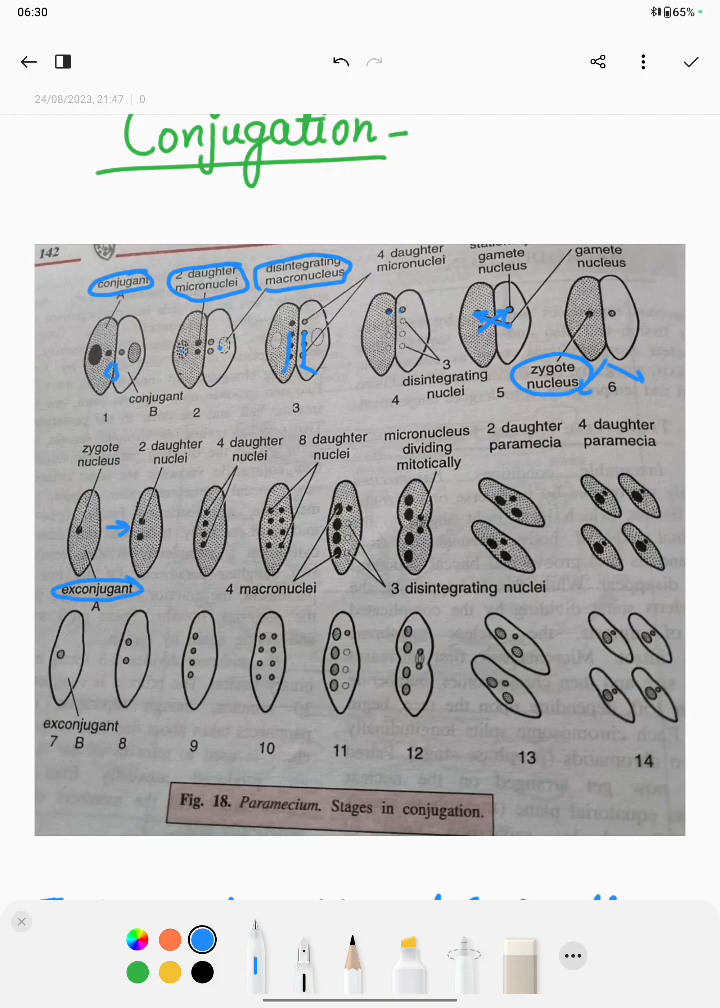 06:30
65%
24/08/2023, 21:47 | 0
Conjugation -
142
conjugant
A
2 daughter
micronuclei
disintegrating
macronucleus
4 daughter
micronuclei
gamete
nucleus
gamete
nucleus
conjugant
B
3
disintegrating
nuclei
zygote
nucleus
1
2
3
4
5
6
zygote
nucleus
2 daughter
nuclei
4 daughter
nuclei
8 daughter
nuclei
micronucleus
dividing
mitotically
2 daughter
paramecia
4 daughter
paramecia
exconjugant
A
4 macronuclei
3 disintegrating nuclei
exconjugant
7 B 8 9 10 11 12 13 14
Fig. 18. Paramecium. Stages in conjugation.